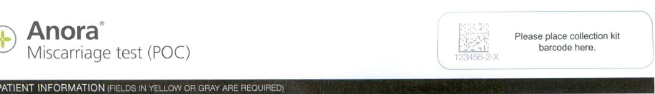 Anora®
Miscarriage test (POC)
Please place collection kit
barcode here.
123456-2-X
PATIENT INFORMATION (FIELDS IN YELLOW OR GRAY ARE REQUIRED)